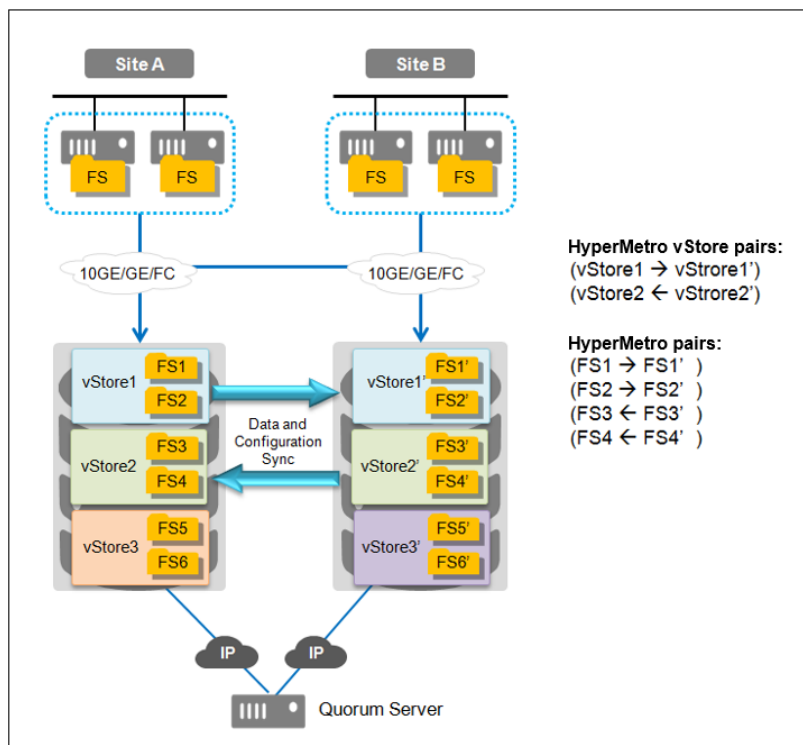 Site A
Site B
FS
FS
FS
FS
10GE/GE/FC
10GE/GE/FC
HyperMetro vStore pairs:
(vStore1 → vStrore1’)
(vStore2 ← vStrore2’)
HyperMetro pairs:
(FS1 → FS1’ )
(FS2 → FS2’ )
(FS3 ← FS3’ )
(FS4 ← FS4’ )
vStore1
FS1
FS2
vStore2
FS3
FS4
vStore3
FS5
FS6
Data and
Configuration
Sync
vStore1’
FS1’
FS2’
vStore2’
FS3’
FS4’
vStore3’
FS5’
FS6’
IP
IP
Quorum Server